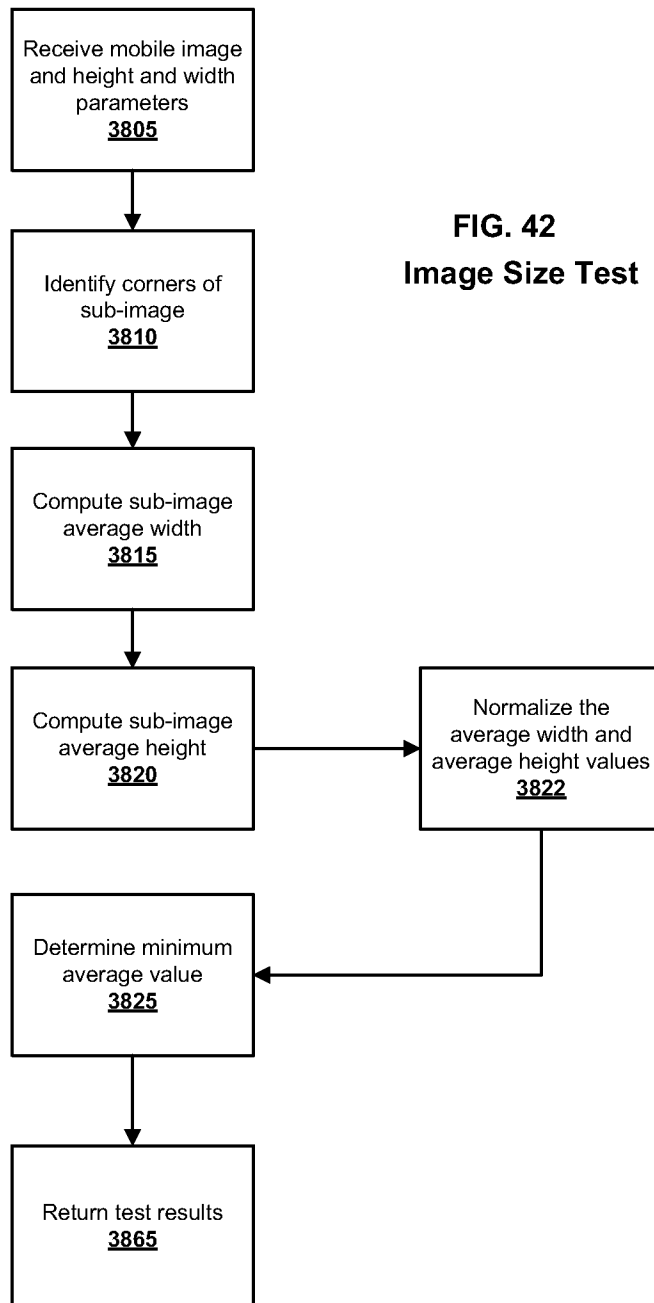 Receive mobile image
and height and width
parameters
3805
FIG. 42
Image Size Test
Identify corners of
sub-image
3810
Compute sub-image
average width
3815
Compute sub-image
average height
3820
Normalize the
average width and
average height values
3822
Determine minimum
average value
3825
Return test results
3865